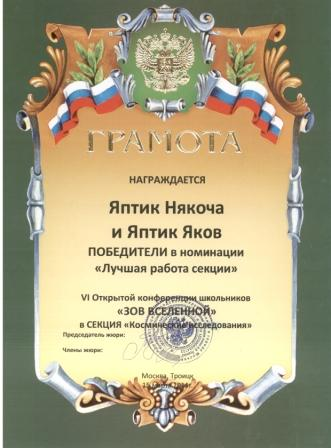 ГРАМОТА
НАГРАЖДАЕТСЯ
Яптик Някоча
и Яптик Яков
ПОБЕДИТЕЛИ в номинации
«Лучшая работа секции»
VI Открытой конференции школьников
«ЗОВ ВСЕЛЕННОЙ»
в СЕКЦИЯ «Космические исследования»
Председатель жюри:
Члены жюри:
Москва, Троицк